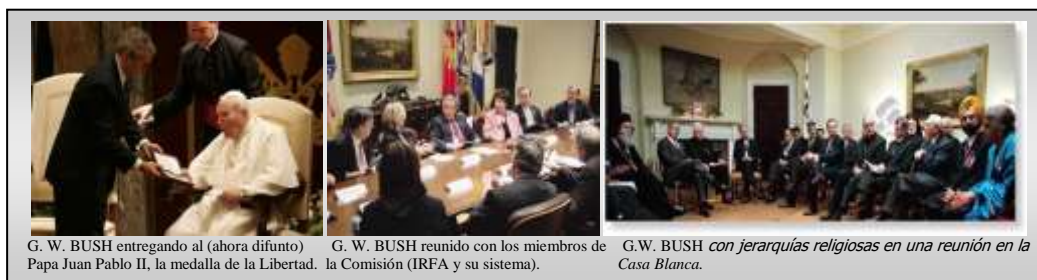 G. W. BUSH entregando al (ahora difunto)
Papa Juan Pablo II, la medalla de la Libertad.
G. W. BUSH reunido con los miembros de
la Comisión (IRFA y su sistema).
G.W. BUSH con jerarquías religiosas en una reunión en la
Casa Blanca.